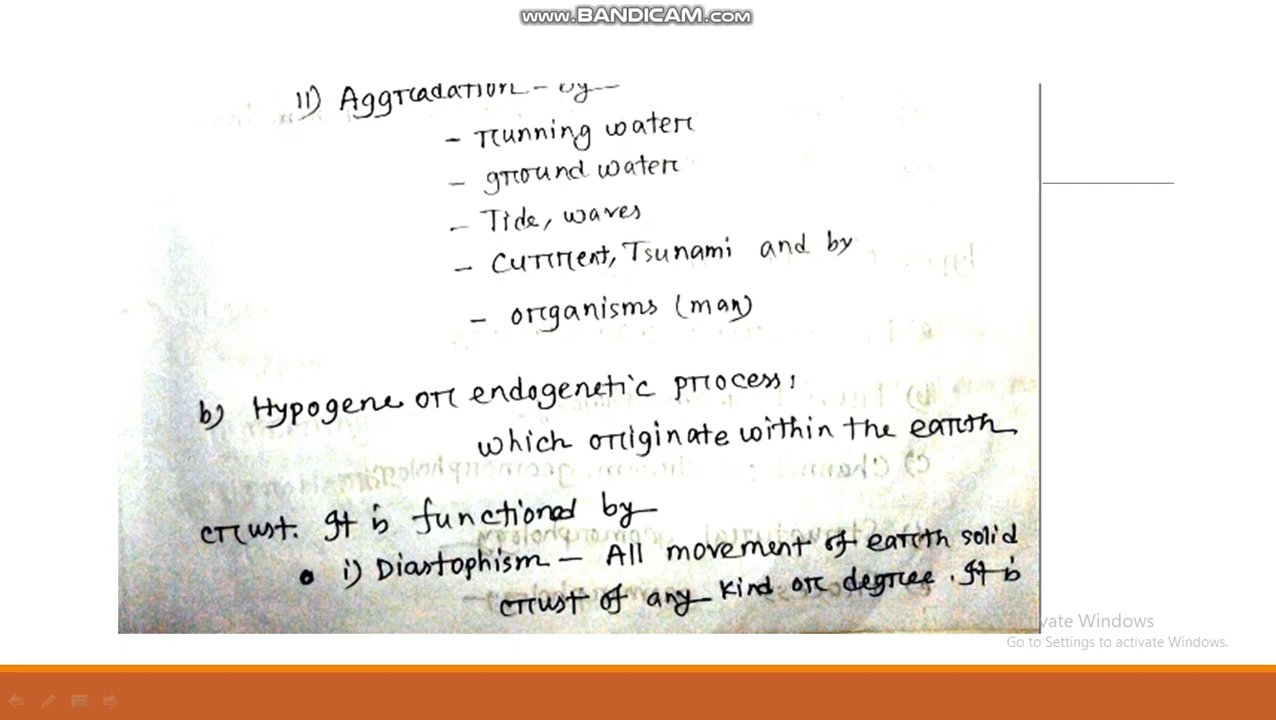 www.BANDICAM.com
11) Aggradation - by
- running water
- ground water
- Tide, waves
- Current, Tsunami and by
- organisms (man)
b) Hypogene or endogenetic process:
which originate within the earth
crust. It is functioned by
i) Diastophism - All movement of earth solid
crust of any kind or degree. It is
Activate Windows
Go to Settings to activate Windows.